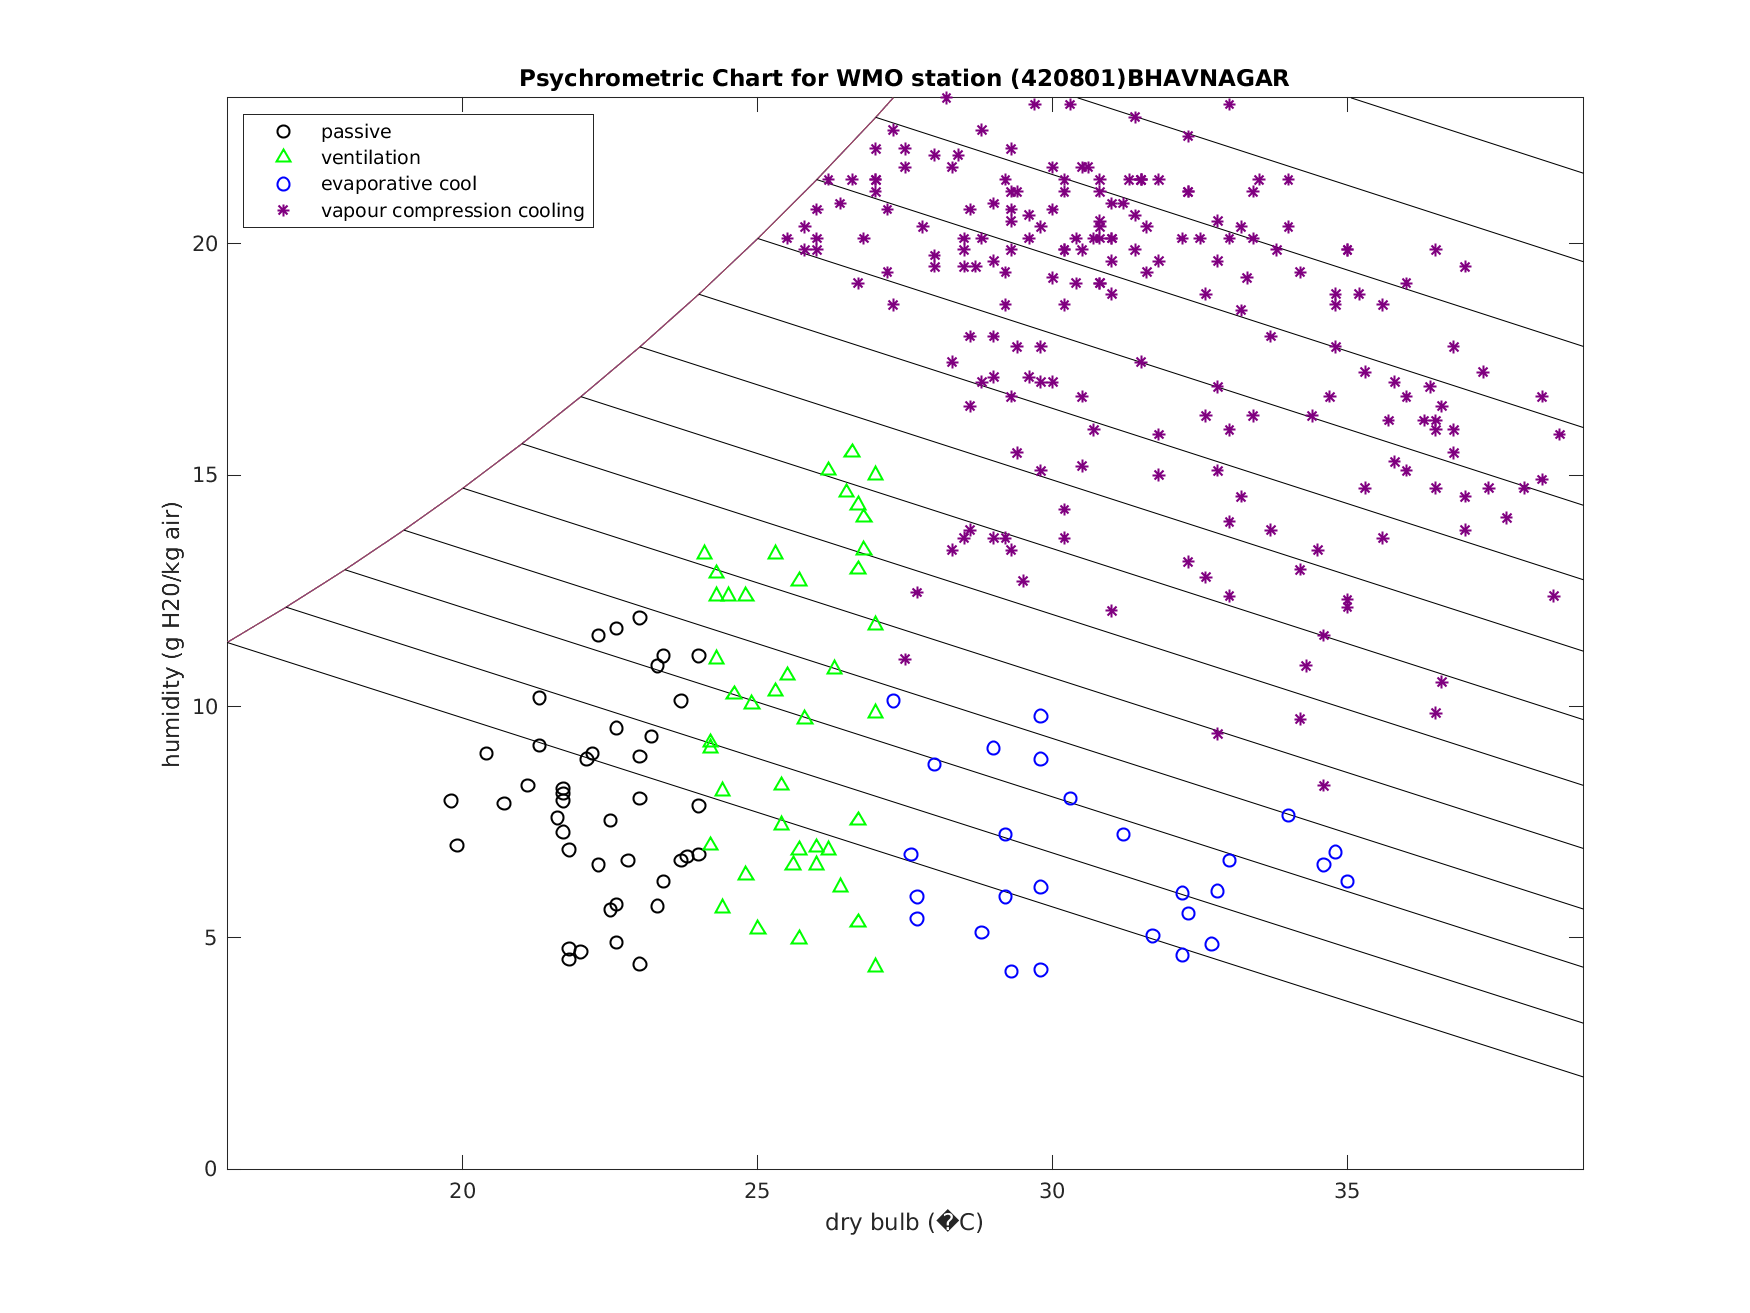 Psychrometric Chart for WMO station (420801)BHAVNAGAR
passive
ventilation
evaporative cool
vapour compression cooling
humidity (g H20/kg air)
20
15
10
5
0
20 25 30 35
dry bulb (�C)